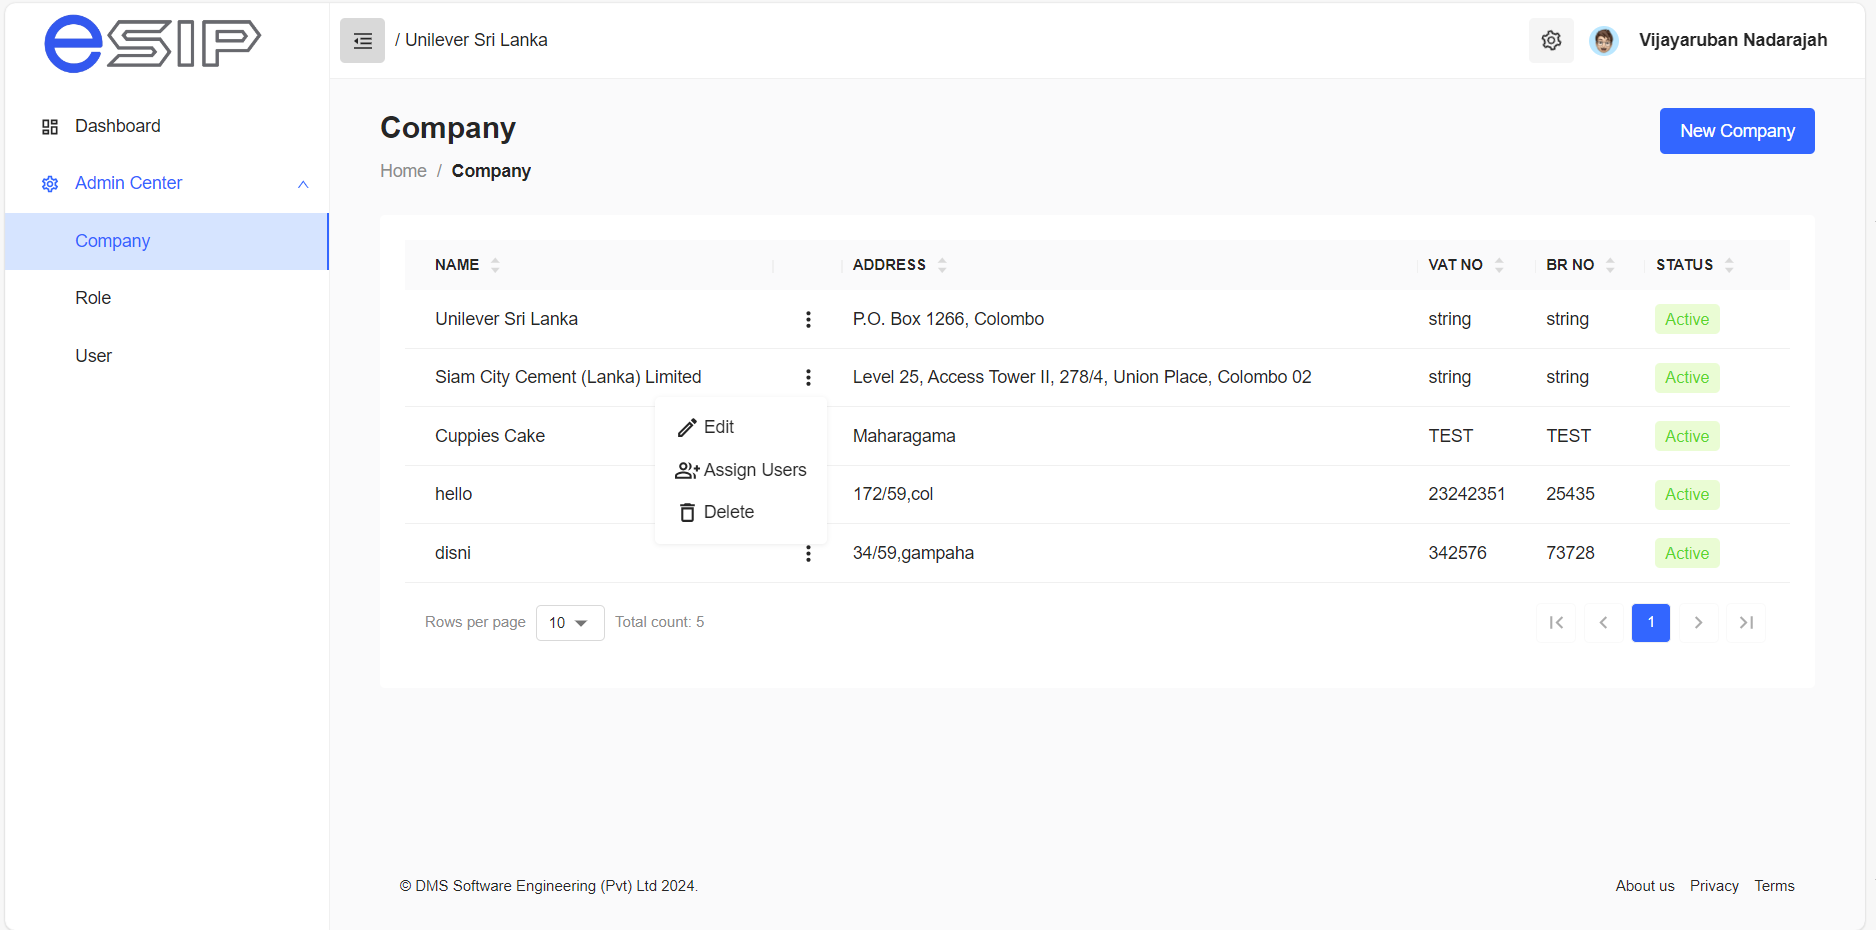 eSIP
/ Unilever Sri Lanka
Vijayaruban Nadarajah
Dashboard
Admin Center
Company
Role
User
Company
Home / Company
New Company
NAME ADDRESS VAT NO BR NO STATUS
Unilever Sri Lanka P.O. Box 1266, Colombo string string Active
Siam City Cement (Lanka) Limited Level 25, Access Tower II, 278/4, Union Place, Colombo 02 string string Active
Cuppies Cake Maharagama TEST TEST Active
hello 172/59,col 23242351 25435 Active
disni 34/59,gampaha 342576 73728 Active
Edit
Assign Users
Delete
Rows per page 10 Total count: 5
1
© DMS Software Engineering (Pvt) Ltd 2024.
About us Privacy Terms